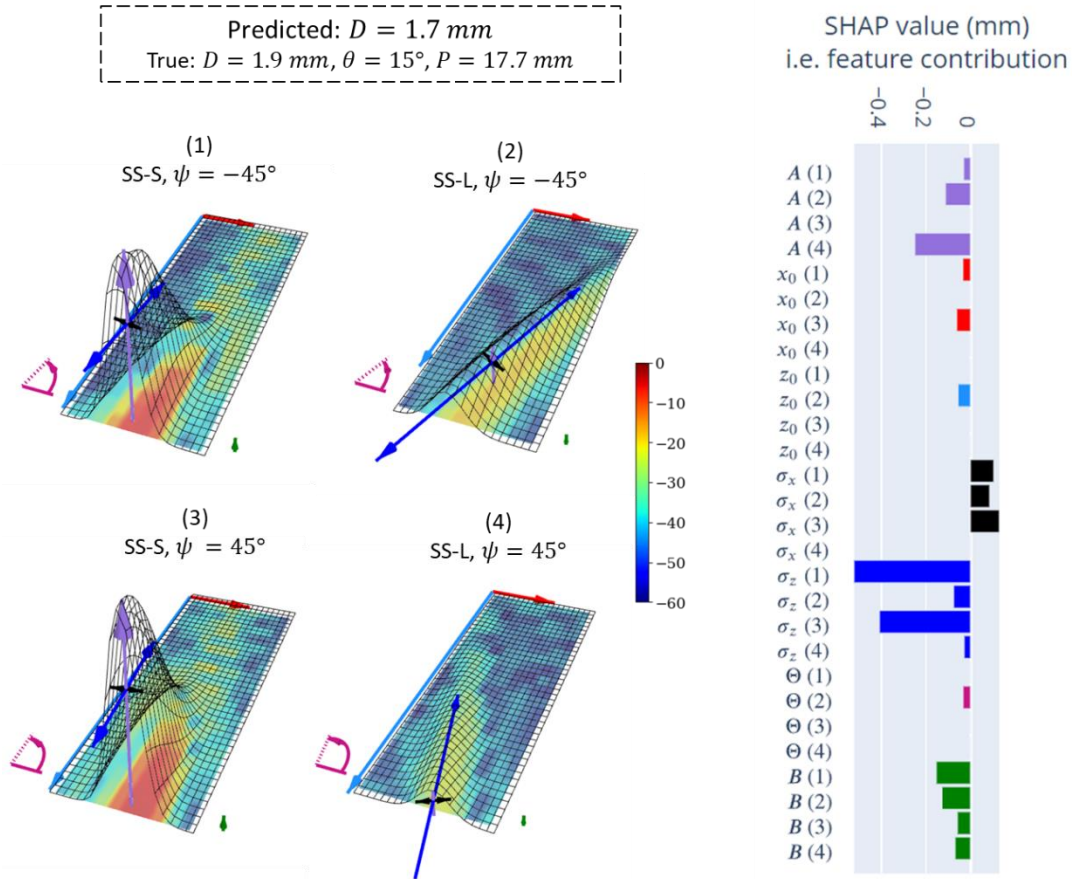 Predicted: D = 1.7 mm
True: D = 1.9 mm, θ = 15°, P = 17.7 mm
(1)
SS-S, ψ = −45°
(2)
SS-L, ψ = −45°
0
−10
−20
−30
−40
−50
−60
(3)
SS-S, ψ = 45°
(4)
SS-L, ψ = 45°
SHAP value (mm)
i.e. feature contribution
−0.4
−0.2
0
A (1)
A (2)
A (3)
A (4)
x₀ (1)
x₀ (2)
x₀ (3)
x₀ (4)
z₀ (1)
z₀ (2)
z₀ (3)
z₀ (4)
σₓ (1)
σₓ (2)
σₓ (3)
σₓ (4)
σ_z (1)
σ_z (2)
σ_z (3)
σ_z (4)
Θ (1)
Θ (2)
Θ (3)
Θ (4)
B (1)
B (2)
B (3)
B (4)